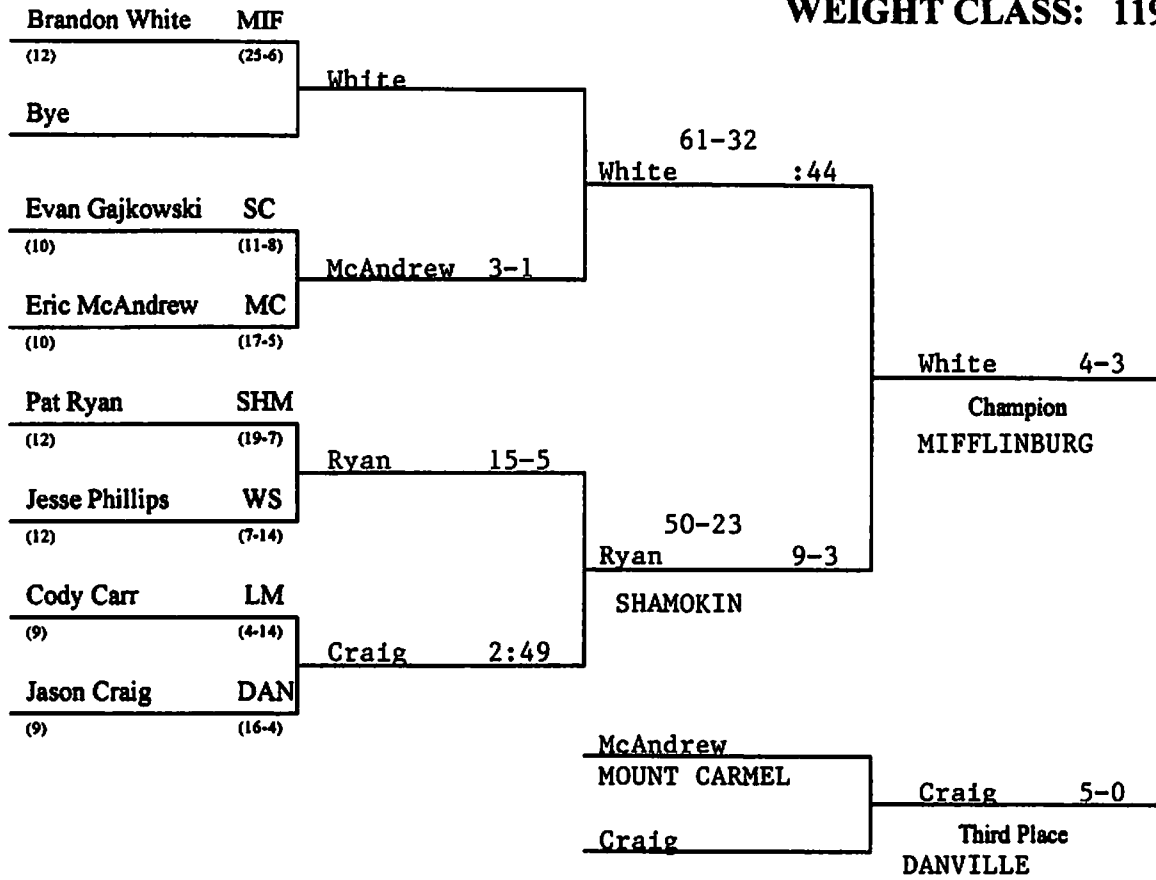 WEIGHT CLASS: 119
Brandon White MIF
(12) (25-6)
White
Bye
61-32
White :44
Evan Gajkowski SC
(10) (11-8)
McAndrew 3-1
Eric McAndrew MC
(10) (17-5)
White 4-3
Champion
MIFFLINBURG
Pat Ryan SHM
(12) (19-7)
Ryan 15-5
Jesse Phillips WS
(12) (7-14)
50-23
Ryan 9-3
SHAMOKIN
Cody Carr LM
(9) (4-14)
Craig 2:49
Jason Craig DAN
(9) (16-4)
McAndrew
MOUNT CARMEL
Craig 5-0
Third Place
DANVILLE
Craig